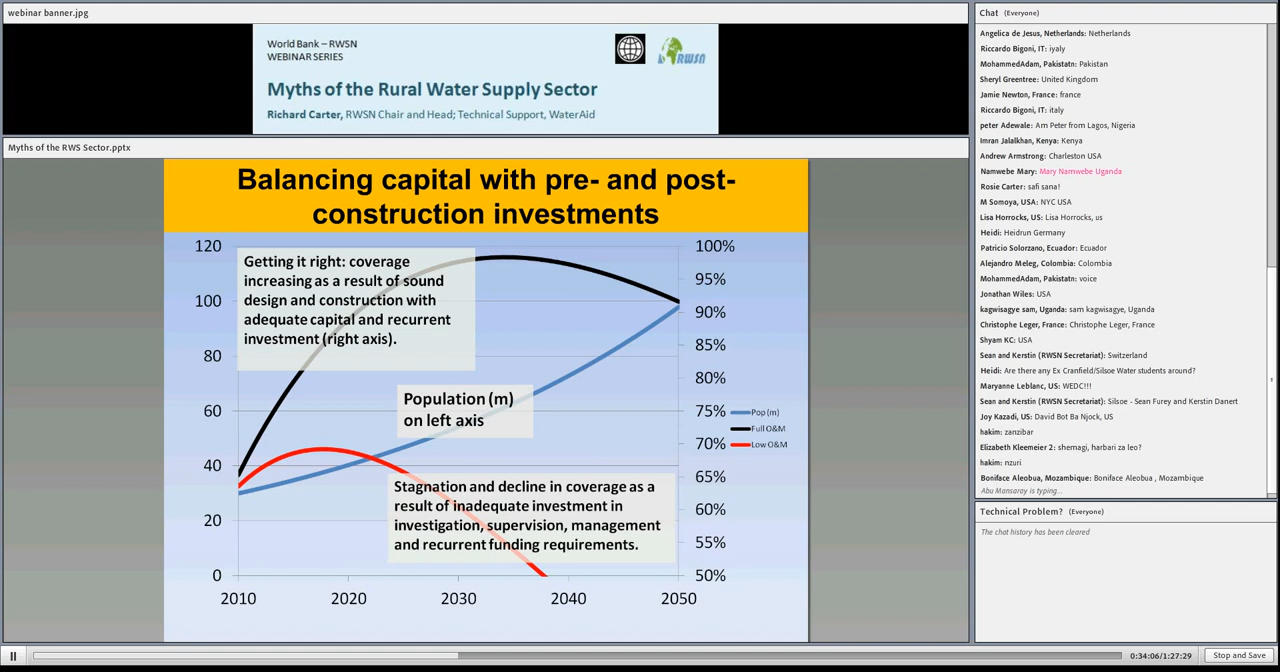 webinar banner.jpg
World Bank – RWSN
WEBINAR SERIES
RWSN
Myths of the Rural Water Supply Sector
Richard Carter, RWSN Chair and Head; Technical Support, WaterAid
Myths of the RWS Sector.pptx
Balancing capital with pre- and post-
construction investments
120
100
80
60
40
20
0
Getting it right: coverage
increasing as a result of sound
design and construction with
adequate capital and recurrent
investment (right axis).
Population (m)
on left axis
Stagnation and decline in coverage as a
result of inadequate investment in
investigation, supervision, management
and recurrent funding requirements.
100%
95%
90%
85%
80%
75%
70%
65%
60%
55%
50%
Pop (m)
Full O&M
Low O&M
2010 2020 2030 2040 2050
Chat (Everyone)
Angelica de Jesus, Netherlands: Netherlands
Riccardo Bigoni, IT: iyaly
MohammedAdam, Pakistatn: Pakistan
Sheryl Greentree: United Kingdom
Jamie Newton, France: france
Riccardo Bigoni, IT: italy
peter Adewale: Am Peter from Lagos, Nigeria
Imran Jalalkhan, Kenya: Kenya
Andrew Armstrong: Charleston USA
Namwebe Mary: Mary Namwebe Uganda
Rosie Carter: safi sana!
M Somoya, USA: NYC USA
Lisa Horrocks, US: Lisa Horrocks, us
Heidi: Heidrun Germany
Patricio Solorzano, Ecuador: Ecuador
Alejandro Meleg, Colombia: Colombia
MohammedAdam, Pakistatn: voice
Jonathan Wiles: USA
kagwisagye sam, Uganda: sam kagwisagye, Uganda
Christophe Leger, France: Christophe Leger, France
Shyam KC: USA
Sean and Kerstin (RWSN Secretariat): Switzerland
Heidi: Are there any Ex Cranfield/Silsoe Water students around?
Maryanne Leblanc, US: WEDC!!!
Sean and Kerstin (RWSN Secretariat): Silsoe - Sean Furey and Kerstin Danert
Joy Kazadi, US: David Bot Ba Njock, US
hakim: zanzibar
Elizabeth Kleemeier 2: shemagi, harbari za leo?
hakim: nzuri
Boniface Aleobua, Mozambique: Boniface Aleobua , Mozambique
Abu Mansaray is typing...
Technical Problem? (Everyone)
The chat history has been cleared
0:34:06/1:27:29
Stop and Save